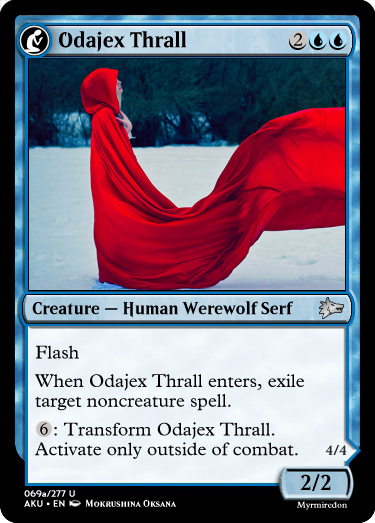 Odajex Thrall 2
Creature — Human Werewolf Serf
Flash
When Odajex Thrall enters, exile
target noncreature spell.
6: Transform Odajex Thrall.
Activate only outside of combat.
4/4
2/2
069a/277 U
AKU • EN Mokrushina Oksana
Myrmiredon